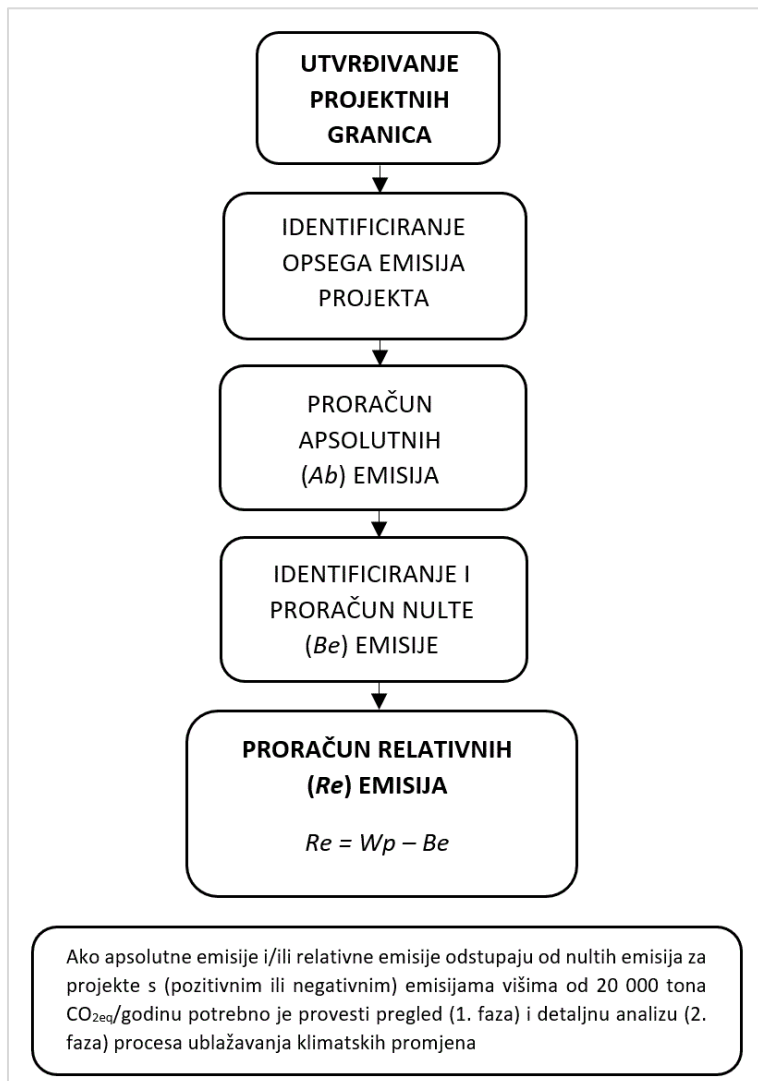 UTVRĐIVANJE
PROJEKTNIH
GRANICA
IDENTIFICIRANJE
OPSEGA EMISIJA
PROJEKTA
PRORAČUN
APSOLUTNIH
(Ab) EMISIJA
IDENTIFICIRANJE I
PRORAČUN NULTE
(Be) EMISIJE
PRORAČUN RELATIVNIH
(Re) EMISIJA
Re = Wp – Be
Ako apsolutne emisije i/ili relativne emisije odstupaju od nultih emisija za
projekte s (pozitivnim ili negativnim) emisijama višima od 20 000 tona
CO2eq/godinu potrebno je provesti pregled (1. faza) i detaljnu analizu (2.
faza) procesa ublažavanja klimatskih promjena